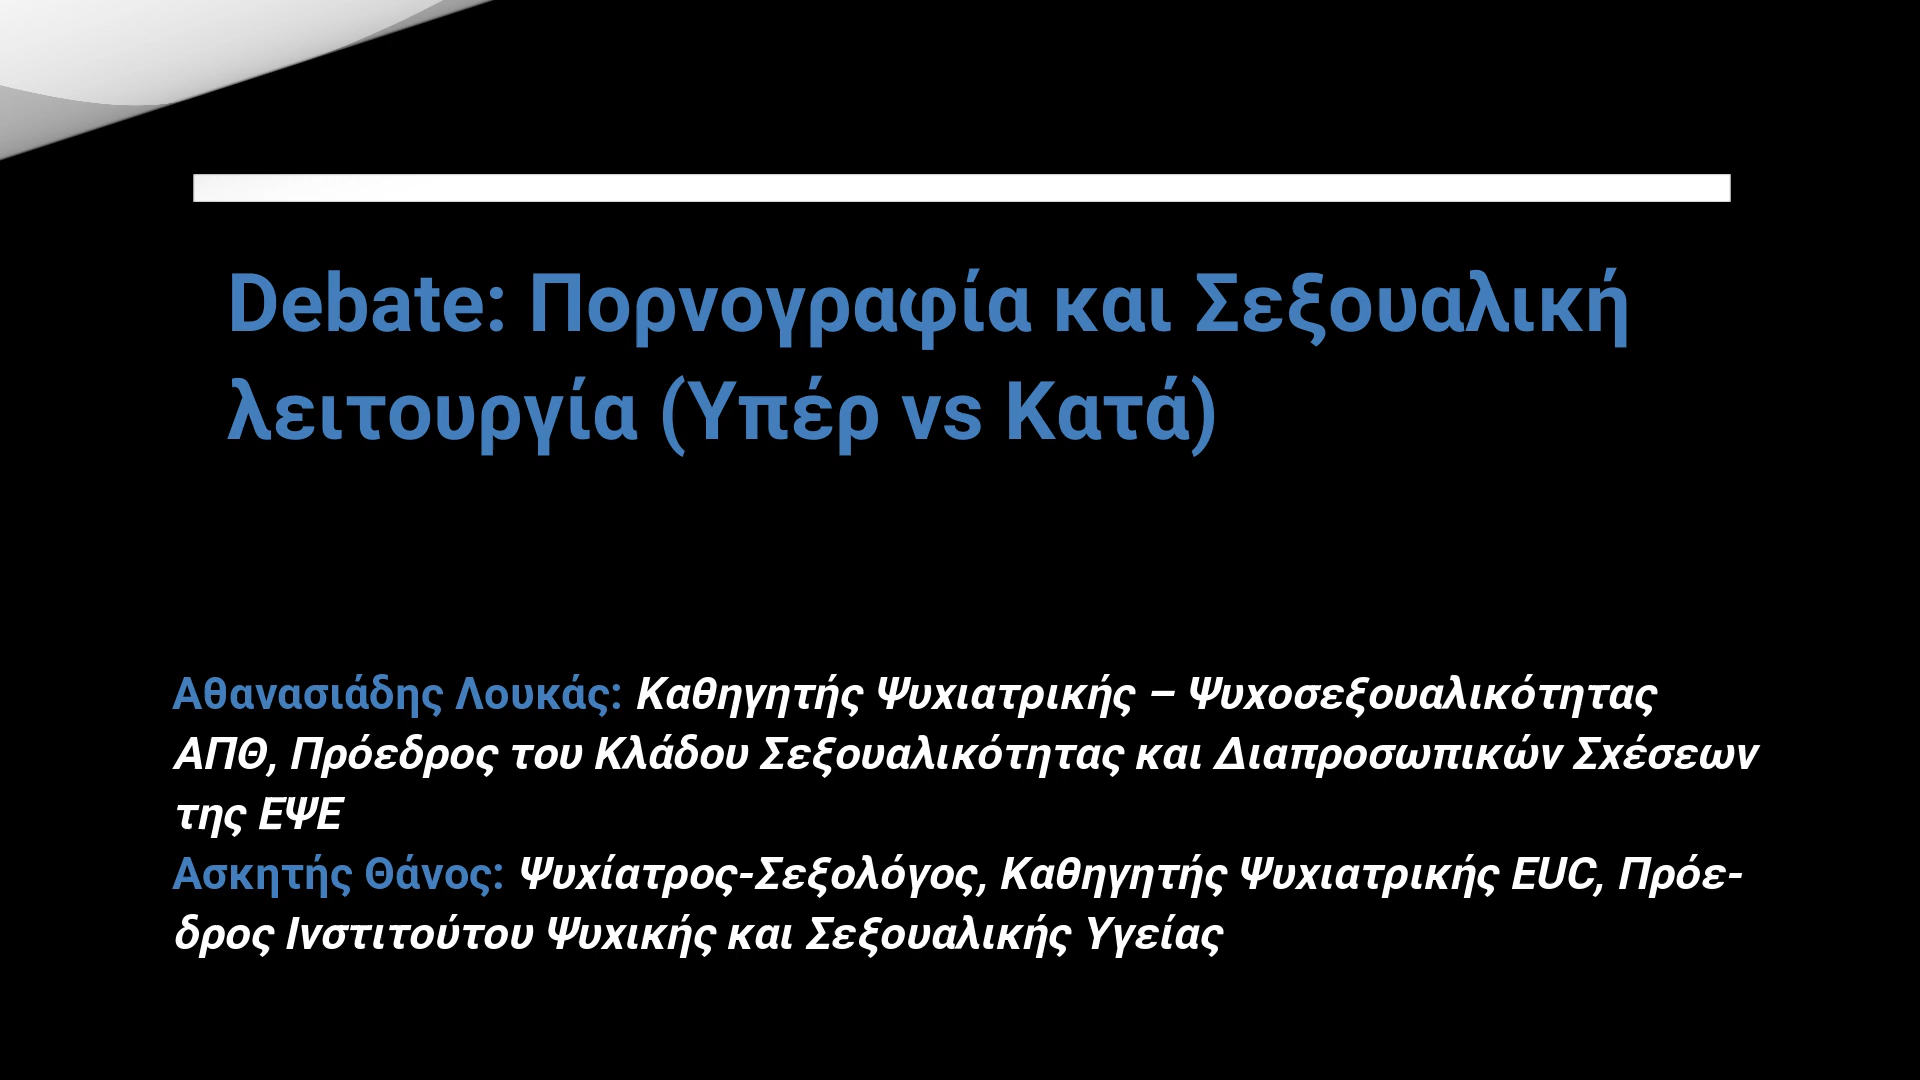 Debate: Πορνογραφία και Σεξουαλική
λειτουργία (Υπέρ vs Κατά)
Αθανασιάδης Λουκάς: Καθηγητής Ψυχιατρικής – Ψυχοσεξουαλικότητας
ΑΠΘ, Πρόεδρος του Κλάδου Σεξουαλικότητας και Διαπροσωπικών Σχέσεων
της ΕΨΕ
Ασκητής Θάνος: Ψυχίατρος-Σεξολόγος, Καθηγητής Ψυχιατρικής EUC, Πρόε-
δρος Ινστιτούτου Ψυχικής και Σεξουαλικής Υγείας